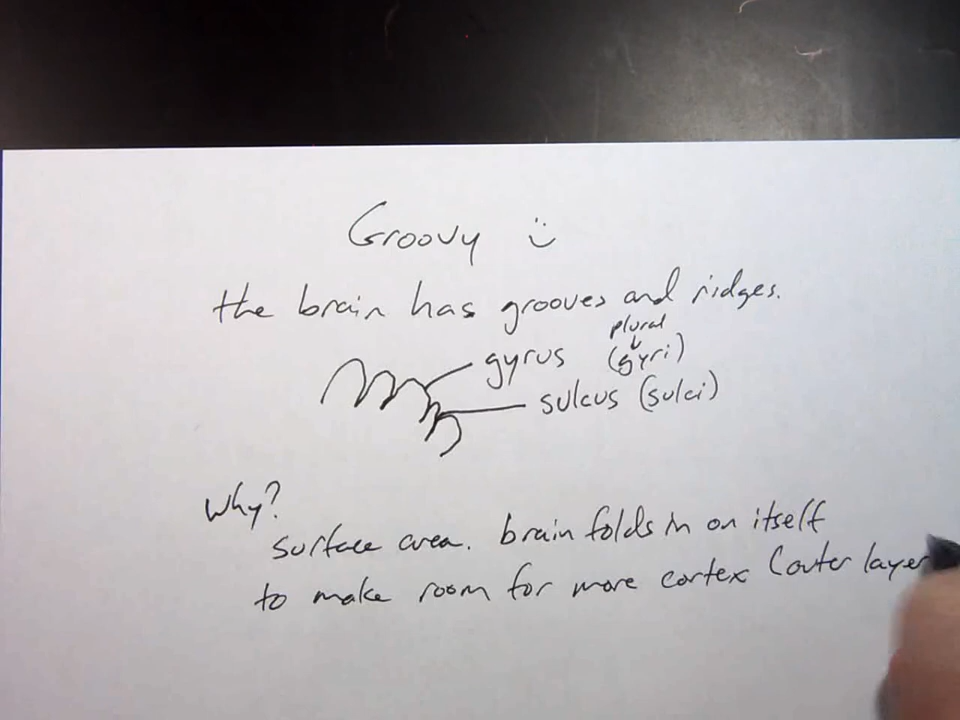 Groovy :)
the brain has grooves and ridges.
plural
gyrus (gyri)
sulcus (sulci)
Why?
surface area. brain folds in on itself
to make room for more cortex (outer layer